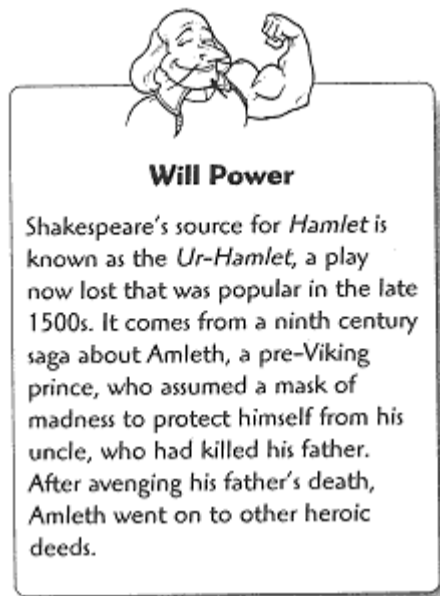 Will Power
Shakespeare's source for Hamlet is
known as the Ur-Hamlet, a play
now lost that was popular in the late
1500s. It comes from a ninth century
saga about Amleth, a pre-Viking
prince, who assumed a mask of
madness to protect himself from his
uncle, who had killed his father.
After avenging his father's death,
Amleth went on to other heroic
deeds.